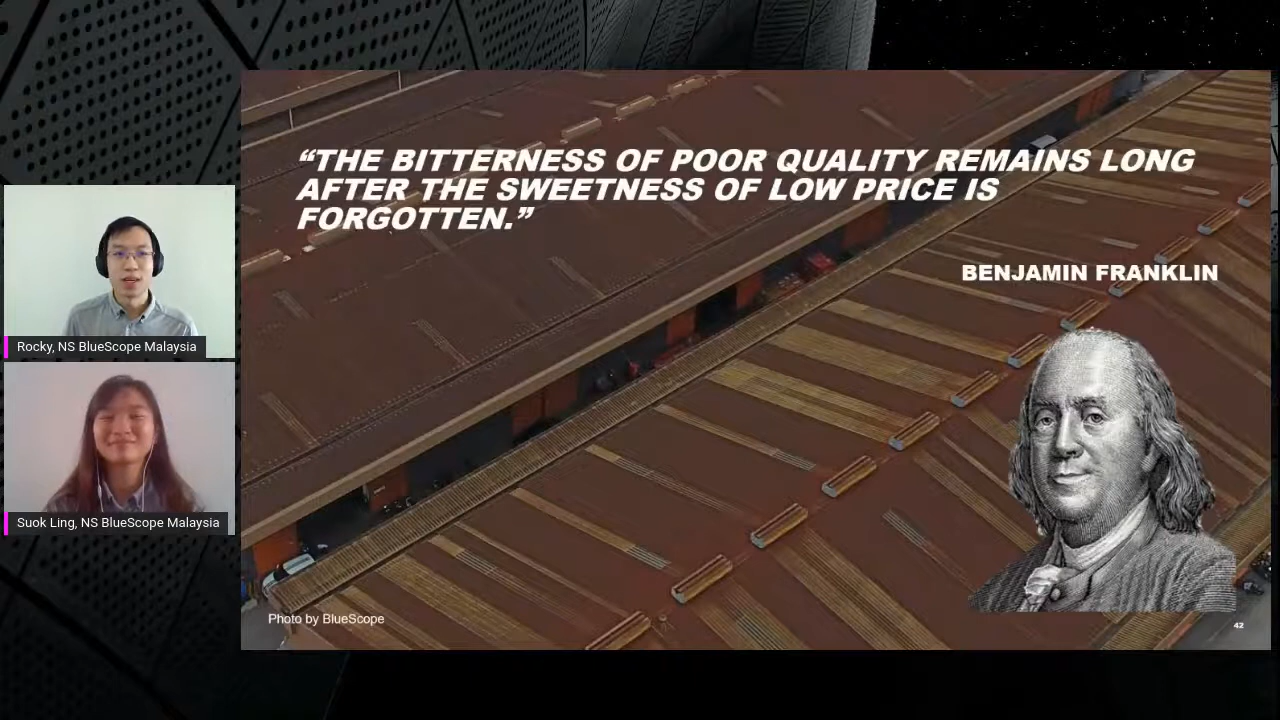 “THE BITTERNESS OF POOR QUALITY REMAINS LONG
AFTER THE SWEETNESS OF LOW PRICE IS
FORGOTTEN.”
BENJAMIN FRANKLIN
Rocky, NS BlueScope Malaysia
Suok Ling, NS BlueScope Malaysia
Photo by BlueScope
42